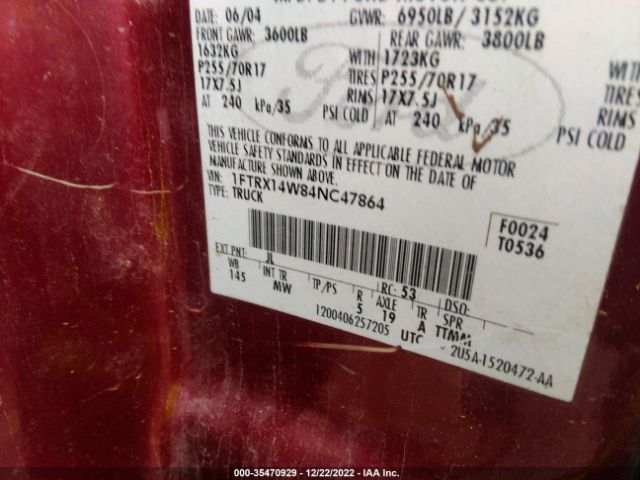 DATE: 06/04 GVWR: 6950LB / 3152KG
FRONT GAWR: 3600LB REAR GAWR: 3800LB
1632KG WITH 1723KG WITH
P255/70R17 TIRES P255/70R17 TIRES
17X7.5J RIMS 17X7.5J RIMS
AT 240 kPa/35 PSI COLD AT 240 kPa/35 PSI COLD
THIS VEHICLE CONFORMS TO ALL APPLICABLE FEDERAL MOTOR
VEHICLE SAFETY STANDARDS IN EFFECT ON THE DATE OF
MANUFACTURE SHOWN ABOVE.
VIN: 1FTRX14W84NC47864
TYPE: TRUCK
F0024
T0536
EXT PNT: JL RC: 53 DSO:
WB INT TR TP/PS R AXLE TR SPR
145 MW 5 19 A TTMM
1200406257205 UTC
2U5A-1520472-AA
Ford
000-35470929 - 12/22/2022 - IAA Inc.